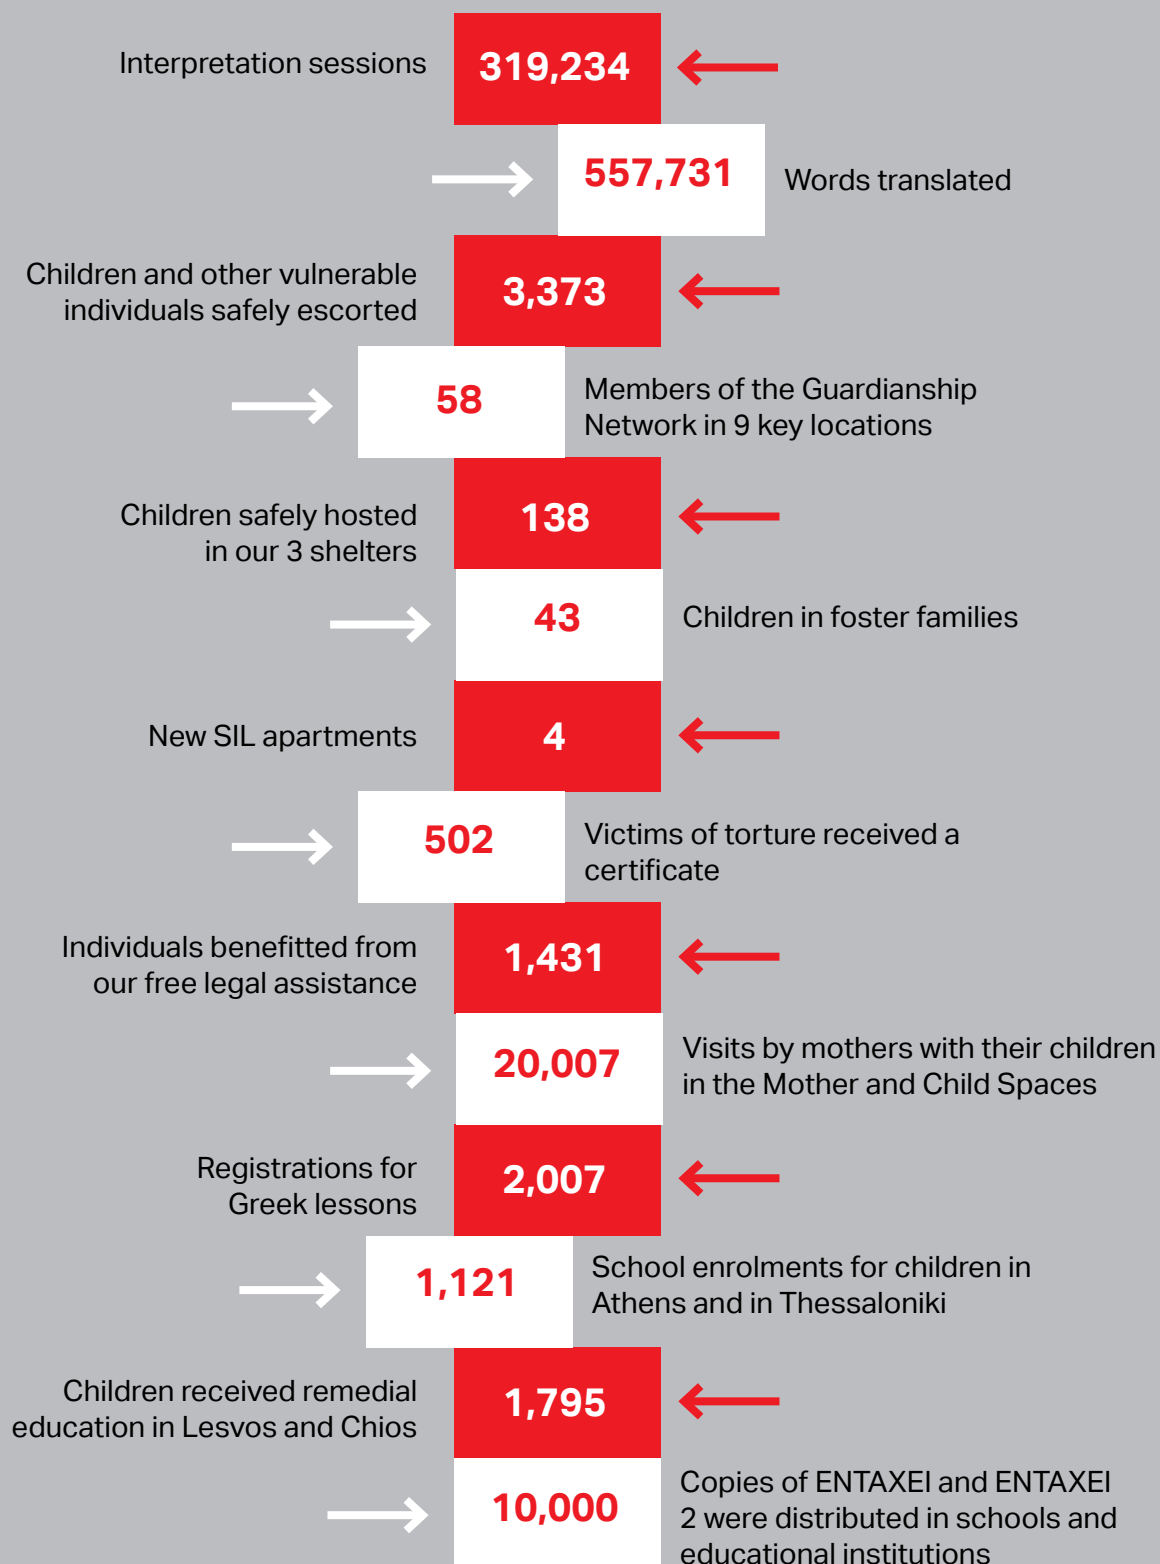 Interpretation sessions
319,234
557,731
Words translated
Children and other vulnerable
individuals safely escorted
3,373
58
Members of the Guardianship
Network in 9 key locations
Children safely hosted
in our 3 shelters
138
43
Children in foster families
New SIL apartments
4
502
Victims of torture received a
certificate
Individuals benefitted from
our free legal assistance
1,431
20,007
Visits by mothers with their children
in the Mother and Child Spaces
Registrations for
Greek lessons
2,007
1,121
School enrolments for children in
Athens and in Thessaloniki
Children received remedial
education in Lesvos and Chios
1,795
10,000
Copies of ENTAXEI and ENTAXEI
2 were distributed in schools and
educational institutions